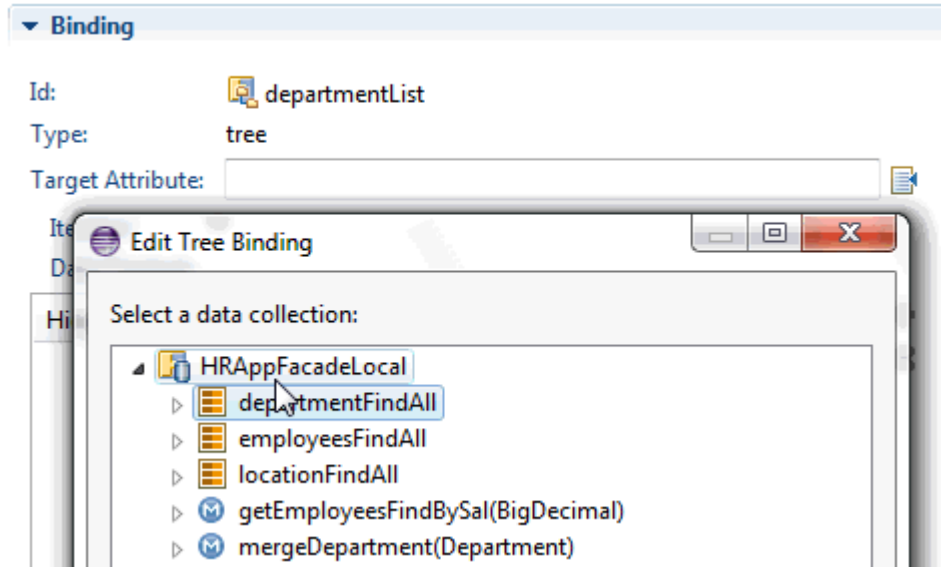 Binding
Id: departmentList
Type: tree
Target Attribute:
Edit Tree Binding
Select a data collection:
HRAppFacadeLocal
departmentFindAll
employeesFindAll
locationFindAll
getEmployeesFindBySal(BigDecimal)
mergeDepartment(Department)